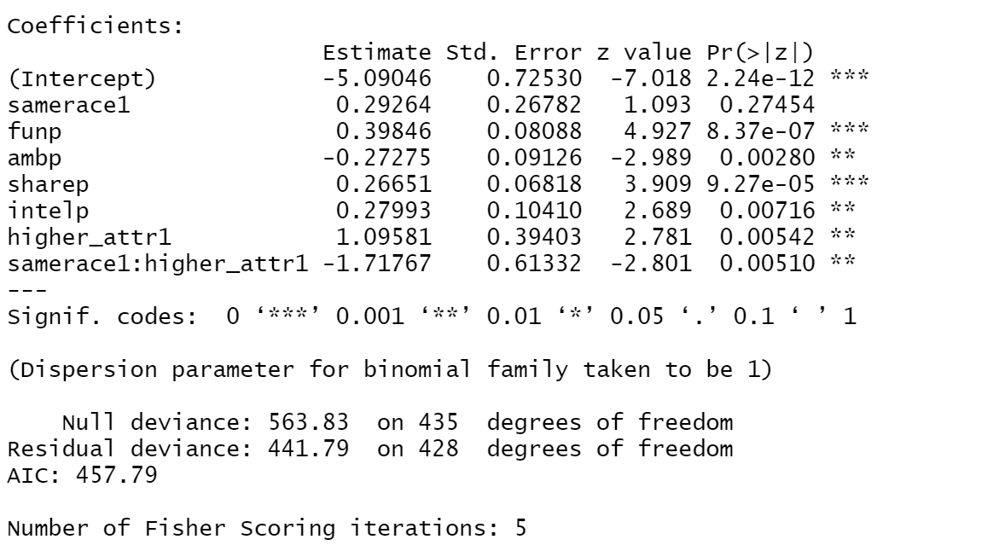 Coefficients:
                       Estimate Std. Error z value Pr(>|z|)
(Intercept)            -5.09046    0.72530  -7.018 2.24e-12 ***
samerace1               0.29264    0.26782   1.093  0.27454
funp                    0.39846    0.08088   4.927 8.37e-07 ***
ambp                   -0.27275    0.09126  -2.989  0.00280 **
sharep                  0.26651    0.06818   3.909 9.27e-05 ***
intelp                  0.27993    0.10410   2.689  0.00716 **
higher_attr1            1.09581    0.39403   2.781  0.00542 **
samerace1:higher_attr1 -1.71767    0.61332  -2.801  0.00510 **
---
Signif. codes:  0 ‘***’ 0.001 ‘**’ 0.01 ‘*’ 0.05 ‘.’ 0.1 ‘ ’ 1
(Dispersion parameter for binomial family taken to be 1)
    Null deviance: 563.83  on 435  degrees of freedom
Residual deviance: 441.79  on 428  degrees of freedom
AIC: 457.79
Number of Fisher Scoring iterations: 5